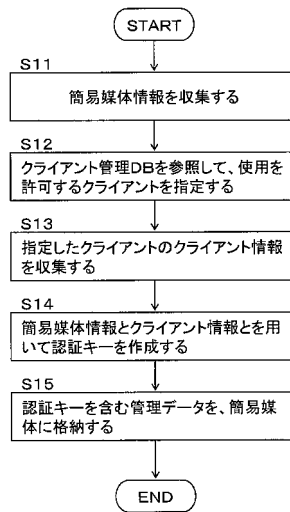 START
S11
簡易媒体情報を収集する
S12
クライアント管理DBを参照して、使用を
許可するクライアントを指定する
S13
指定したクライアントのクライアント情報
を収集する
S14
簡易媒体情報とクライアント情報とを用
いて認証キーを作成する
S15
認証キーを含む管理データを、簡易媒
体に格納する
END